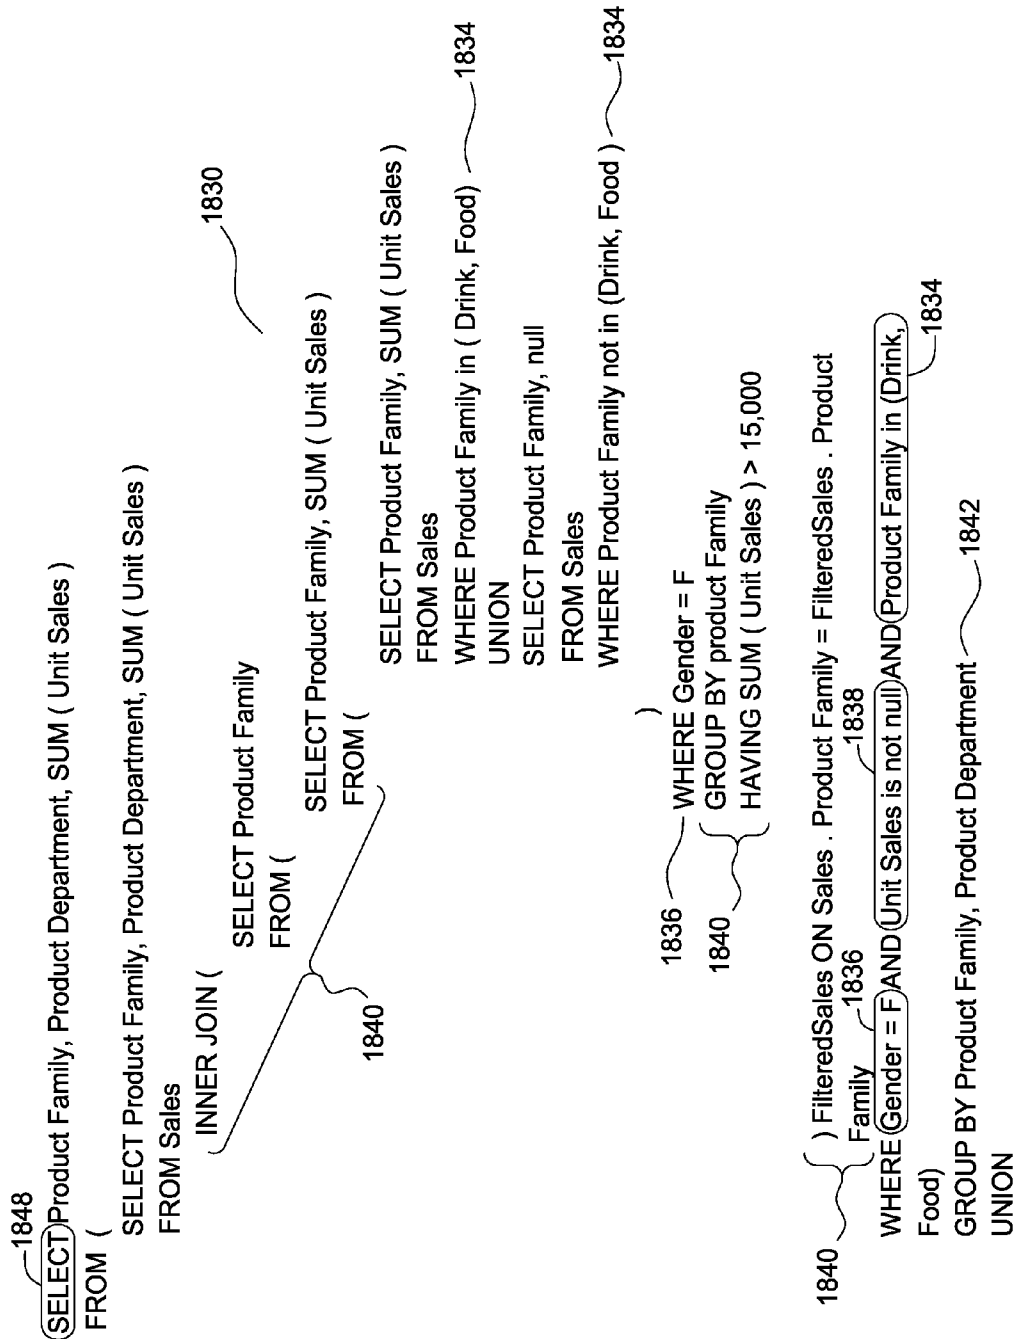 1848
SELECT Product Family, Product Department, SUM ( Unit Sales )
FROM (
SELECT Product Family, Product Department, SUM ( Unit Sales )
FROM Sales
INNER JOIN (
SELECT Product Family
FROM (
1830
SELECT Product Family, SUM ( Unit Sales )
FROM (
1840
SELECT Product Family, SUM ( Unit Sales )
FROM Sales
WHERE Product Family in ( Drink, Food) 1834
UNION
SELECT Product Family, null
FROM Sales
WHERE Product Family not in (Drink, Food ) 1834
)
1836 WHERE Gender = F
GROUP BY product Family
1840 HAVING SUM ( Unit Sales ) > 15,000
) FilteredSales ON Sales . Product Family = FilteredSales . Product
Family 1836 1838
1840 WHERE Gender = F AND Unit Sales is not null AND Product Family in (Drink,
1834
Food)
GROUP BY Product Family, Product Department 1842
UNION